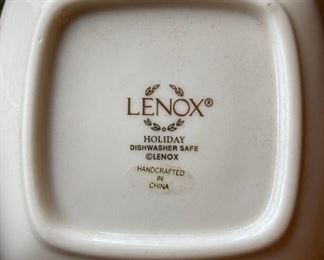 LENOX®
HOLIDAY
DISHWASHER SAFE
©LENOX
HANDCRAFTED
IN
CHINA